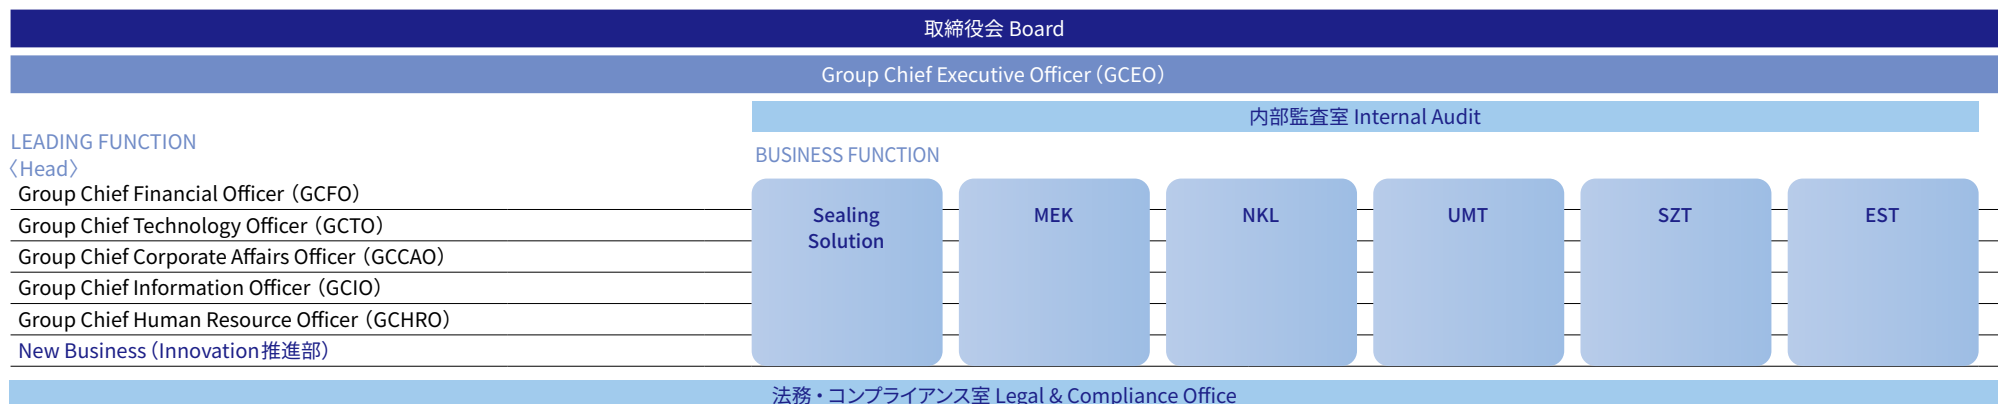 取締役会 Board
Group Chief Executive Officer（GCEO）
内部監査室 Internal Audit
LEADING FUNCTION
〈Head〉
BUSINESS FUNCTION
Group Chief Financial Officer（GCFO）
Group Chief Technology Officer（GCTO）
Group Chief Corporate Affairs Officer（GCCAO）
Group Chief Information Officer（GCIO）
Group Chief Human Resource Officer（GCHRO）
New Business（Innovation推進部）
Sealing
Solution
MEK
NKL
UMT
SZT
EST
法務・コンプライアンス室 Legal & Compliance Office